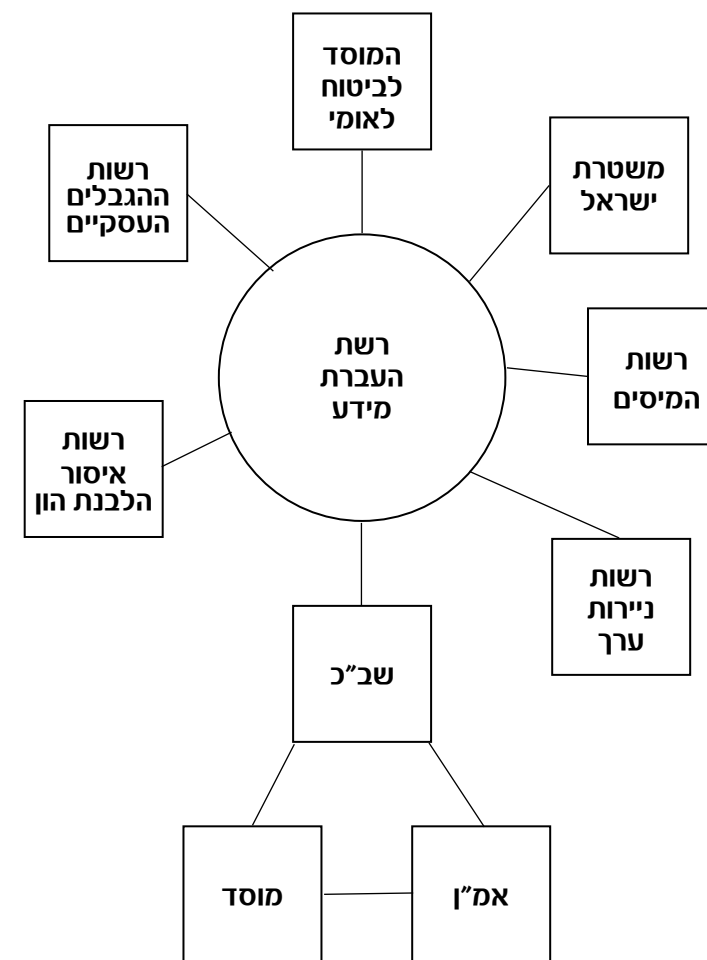 המוסד
לביטוח
לאומי
משטרת
ישראל
רשות
ההגבלים
העסקיים
רשות
המיסים
רשת
העברת
מידע
רשות
איסור
הלבנת הון
רשות
ניירות
ערך
שב״כ
אמ״ן
מוסד